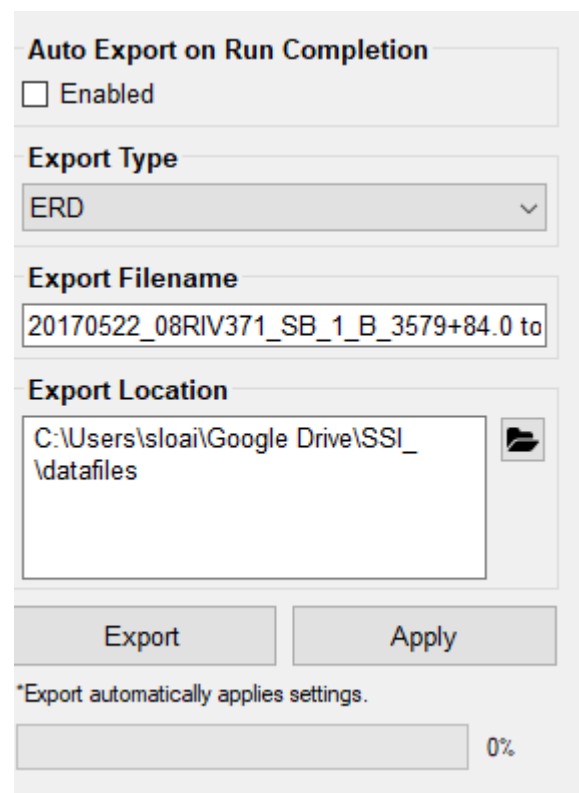 Auto Export on Run Completion
Enabled
Export Type
ERD
Export Filename
20170522_08RIV371_SB_1_B_3579+84.0 to
Export Location
C:\Users\sloai\Google Drive\SSI_
\datafiles
Export Apply
*Export automatically applies settings.
0%